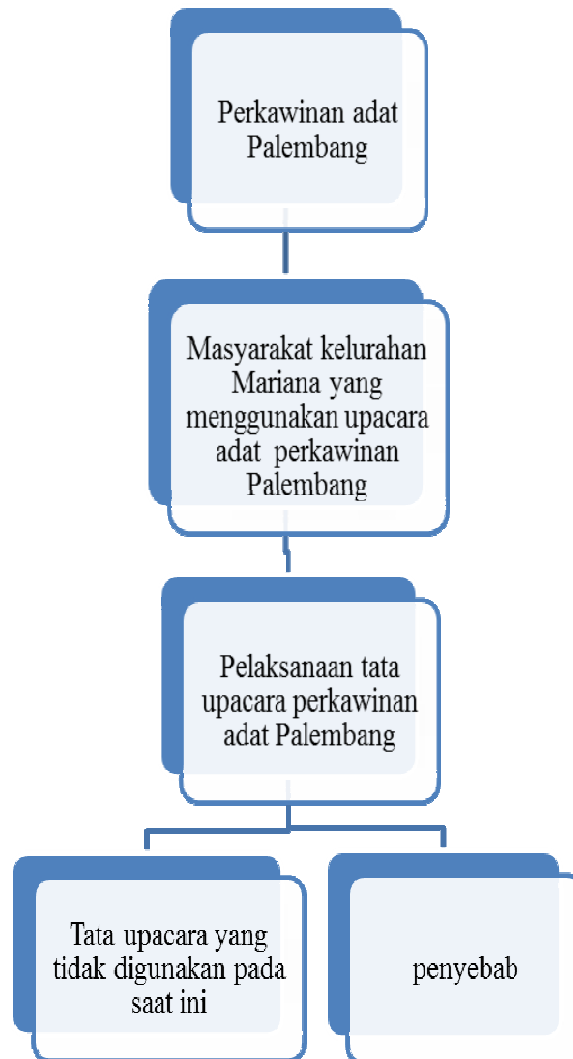 Perkawinan adat
Palembang
Masyarakat kelurahan
Mariana yang
menggunakan upacara
adat perkawinan
Palembang
Pelaksanaan tata
upacara perkawinan
adat Palembang
Tata upacara yang
tidak digunakan pada
saat ini
penyebab